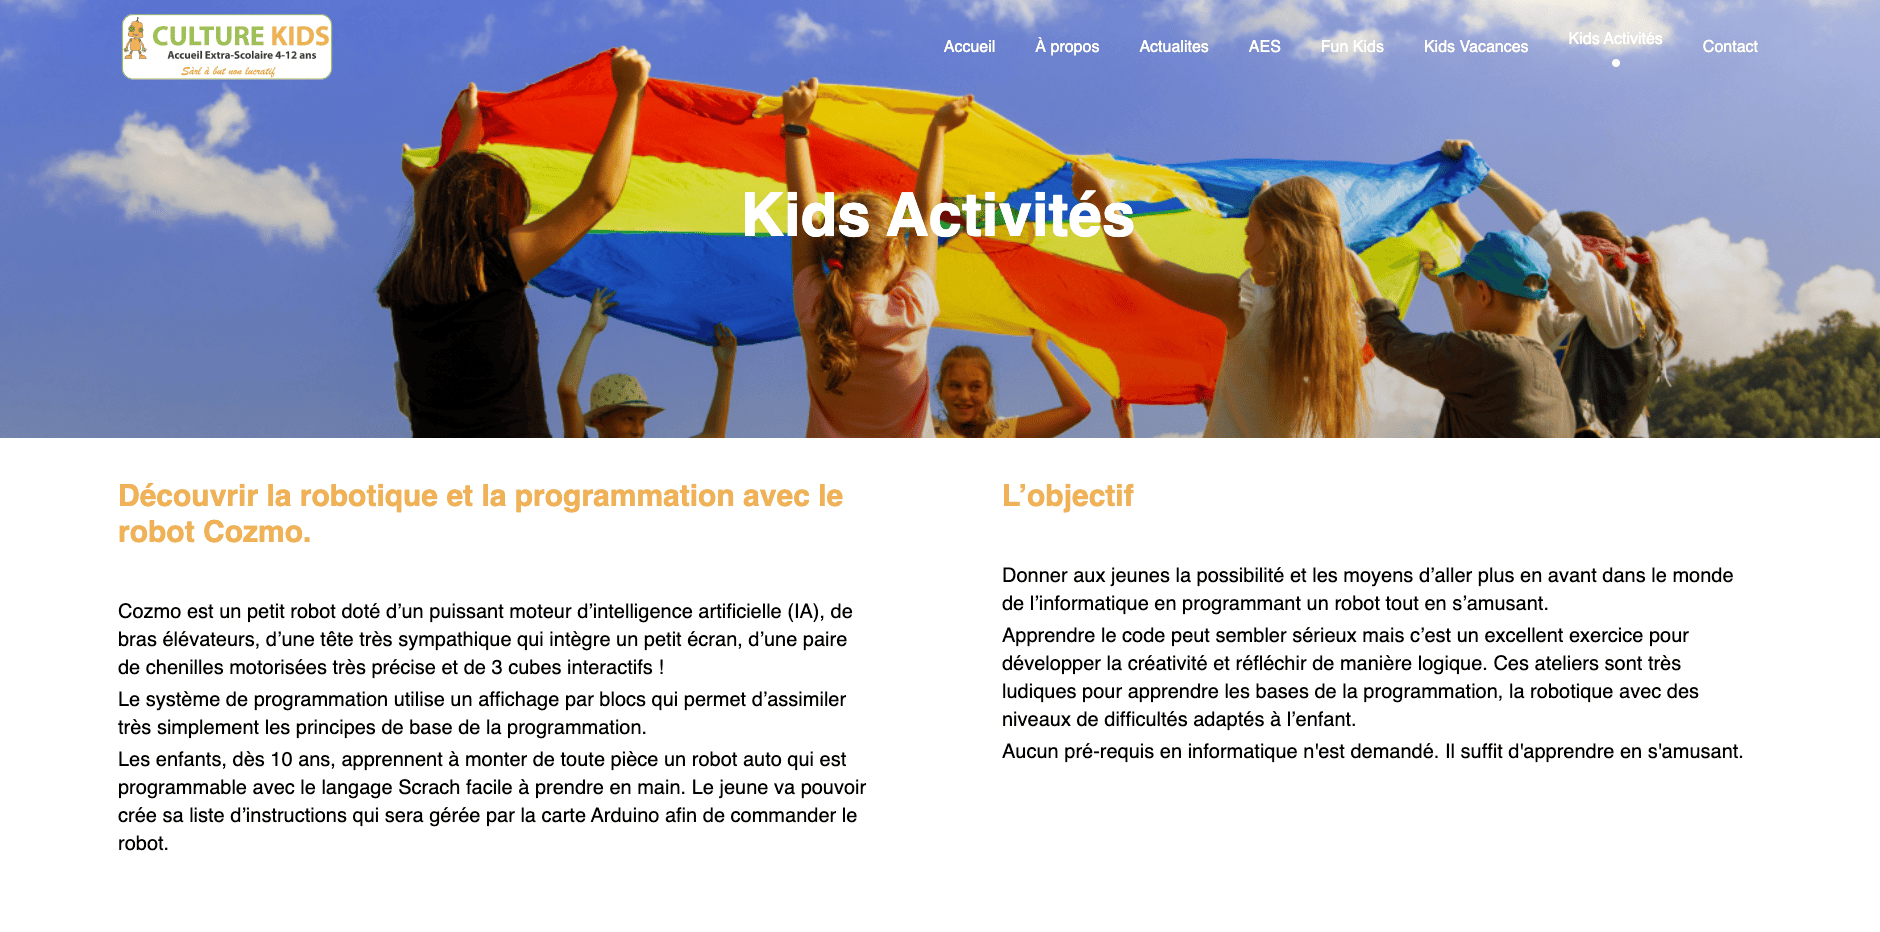 CULTURE KIDS
Accueil Extra-Scolaire 4-12 ans
Sàrl à but non lucratif
Accueil
À propos
Actualites
AES
Fun Kids
Kids Vacances
Kids Activités
Contact
Kids Activités
Découvrir la robotique et la programmation avec le
robot Cozmo.
Cozmo est un petit robot doté d’un puissant moteur d’intelligence artificielle (IA), de
bras élévateurs, d’une tête très sympathique qui intègre un petit écran, d’une paire
de chenilles motorisées très précise et de 3 cubes interactifs !
Le système de programmation utilise un affichage par blocs qui permet d’assimiler
très simplement les principes de base de la programmation.
Les enfants, dès 10 ans, apprennent à monter de toute pièce un robot auto qui est
programmable avec le langage Scrach facile à prendre en main. Le jeune va pouvoir
crée sa liste d’instructions qui sera gérée par la carte Arduino afin de commander le
robot.
L’objectif
Donner aux jeunes la possibilité et les moyens d’aller plus en avant dans le monde
de l’informatique en programmant un robot tout en s’amusant.
Apprendre le code peut sembler sérieux mais c’est un excellent exercice pour
développer la créativité et réfléchir de manière logique. Ces ateliers sont très
ludiques pour apprendre les bases de la programmation, la robotique avec des
niveaux de difficultés adaptés à l’enfant.
Aucun pré-requis en informatique n'est demandé. Il suffit d'apprendre en s'amusant.